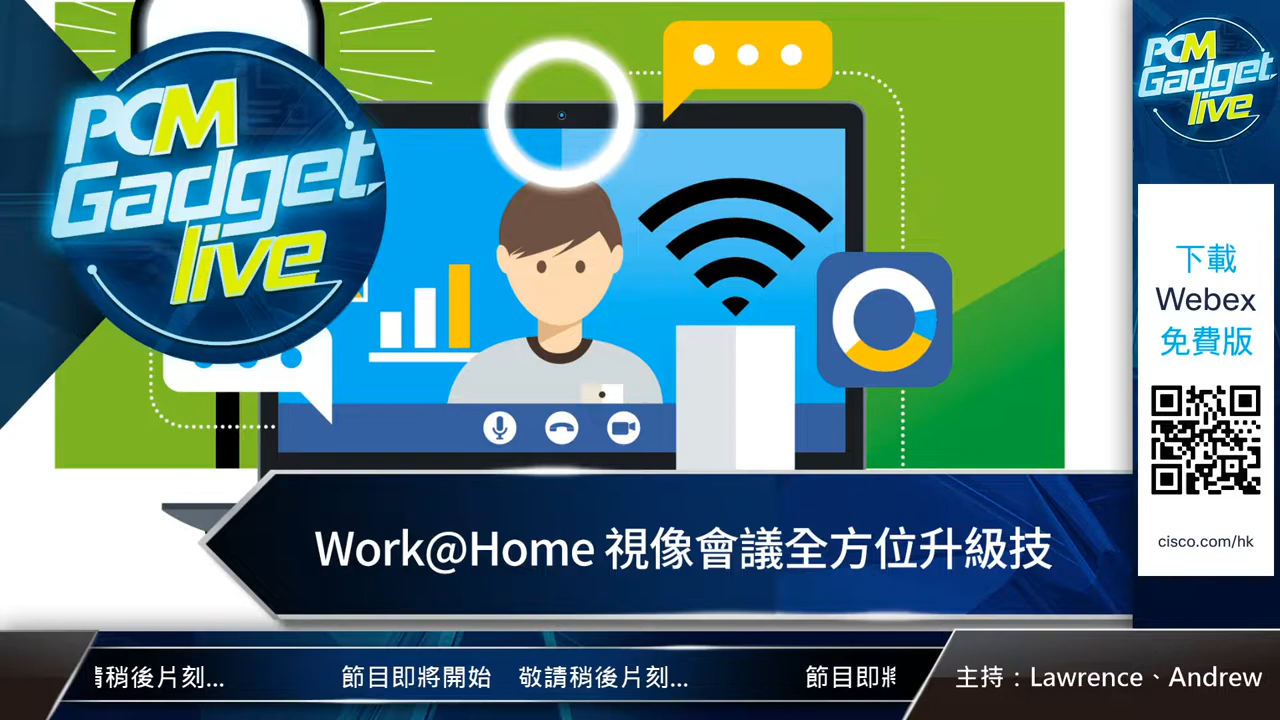 PCM
Gadget
live
PCM
Gadget
live
下載
Webex
免費版
cisco.com/hk
Work@Home 視像會議全方位升級技
請稍後片刻... 節目即將開始 敬請稍後片刻... 節目即將
主持：Lawrence、Andrew